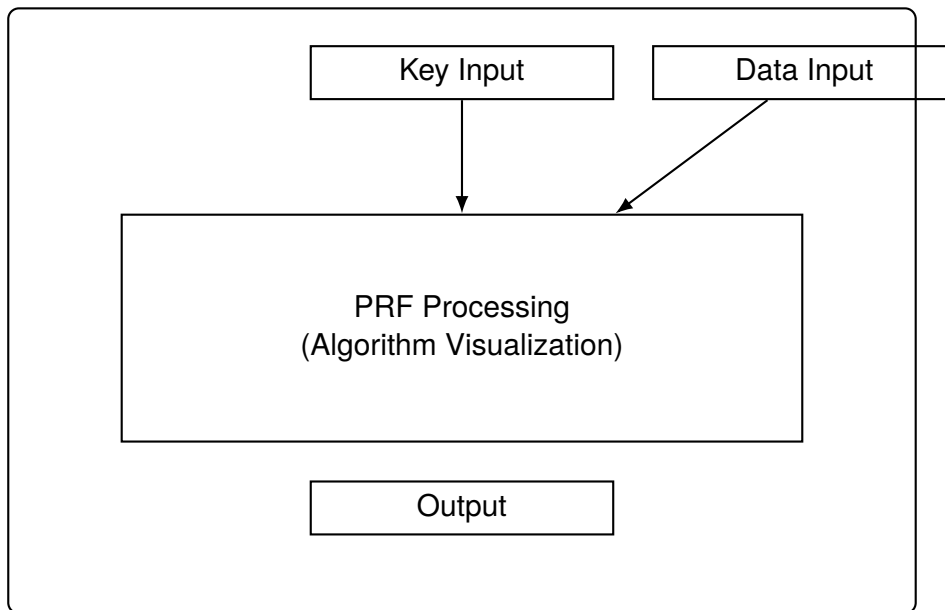 Key Input
Data Input
PRF Processing
(Algorithm Visualization)
Output